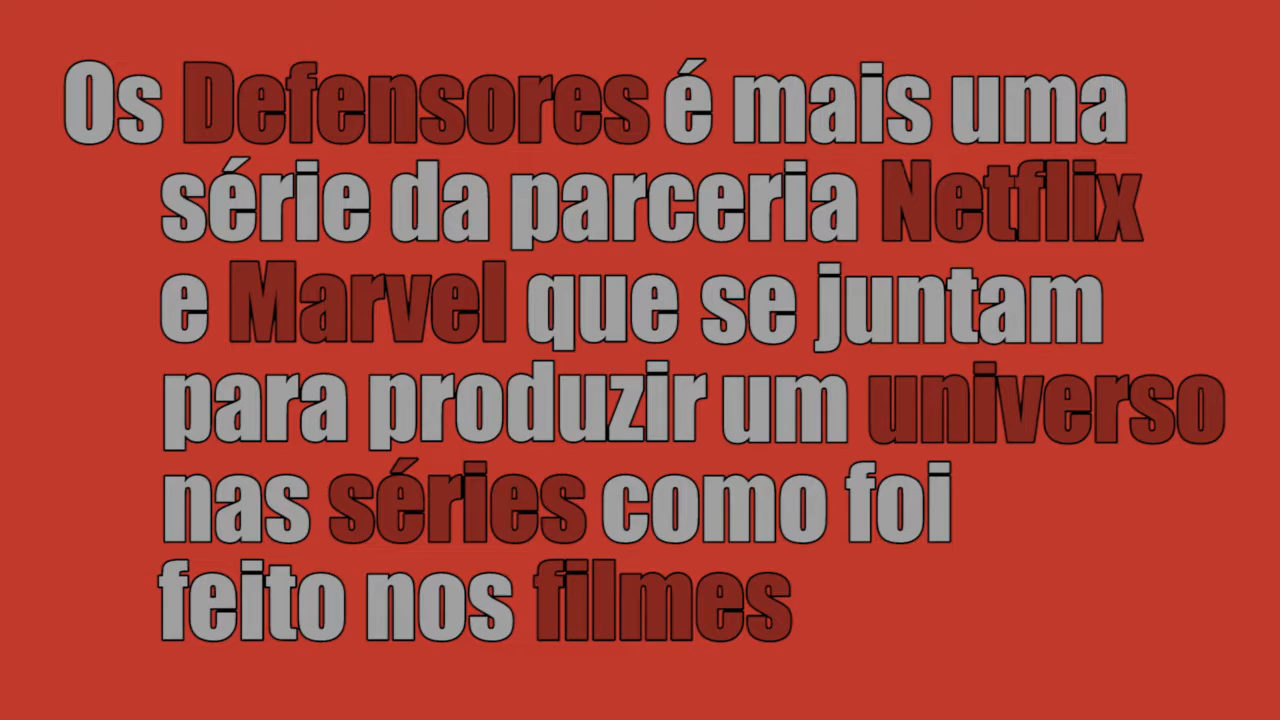 Os Defensores é mais uma
série da parceria Netflix
e Marvel que se juntam
para produzir um universo
nas séries como foi
feito nos filmes